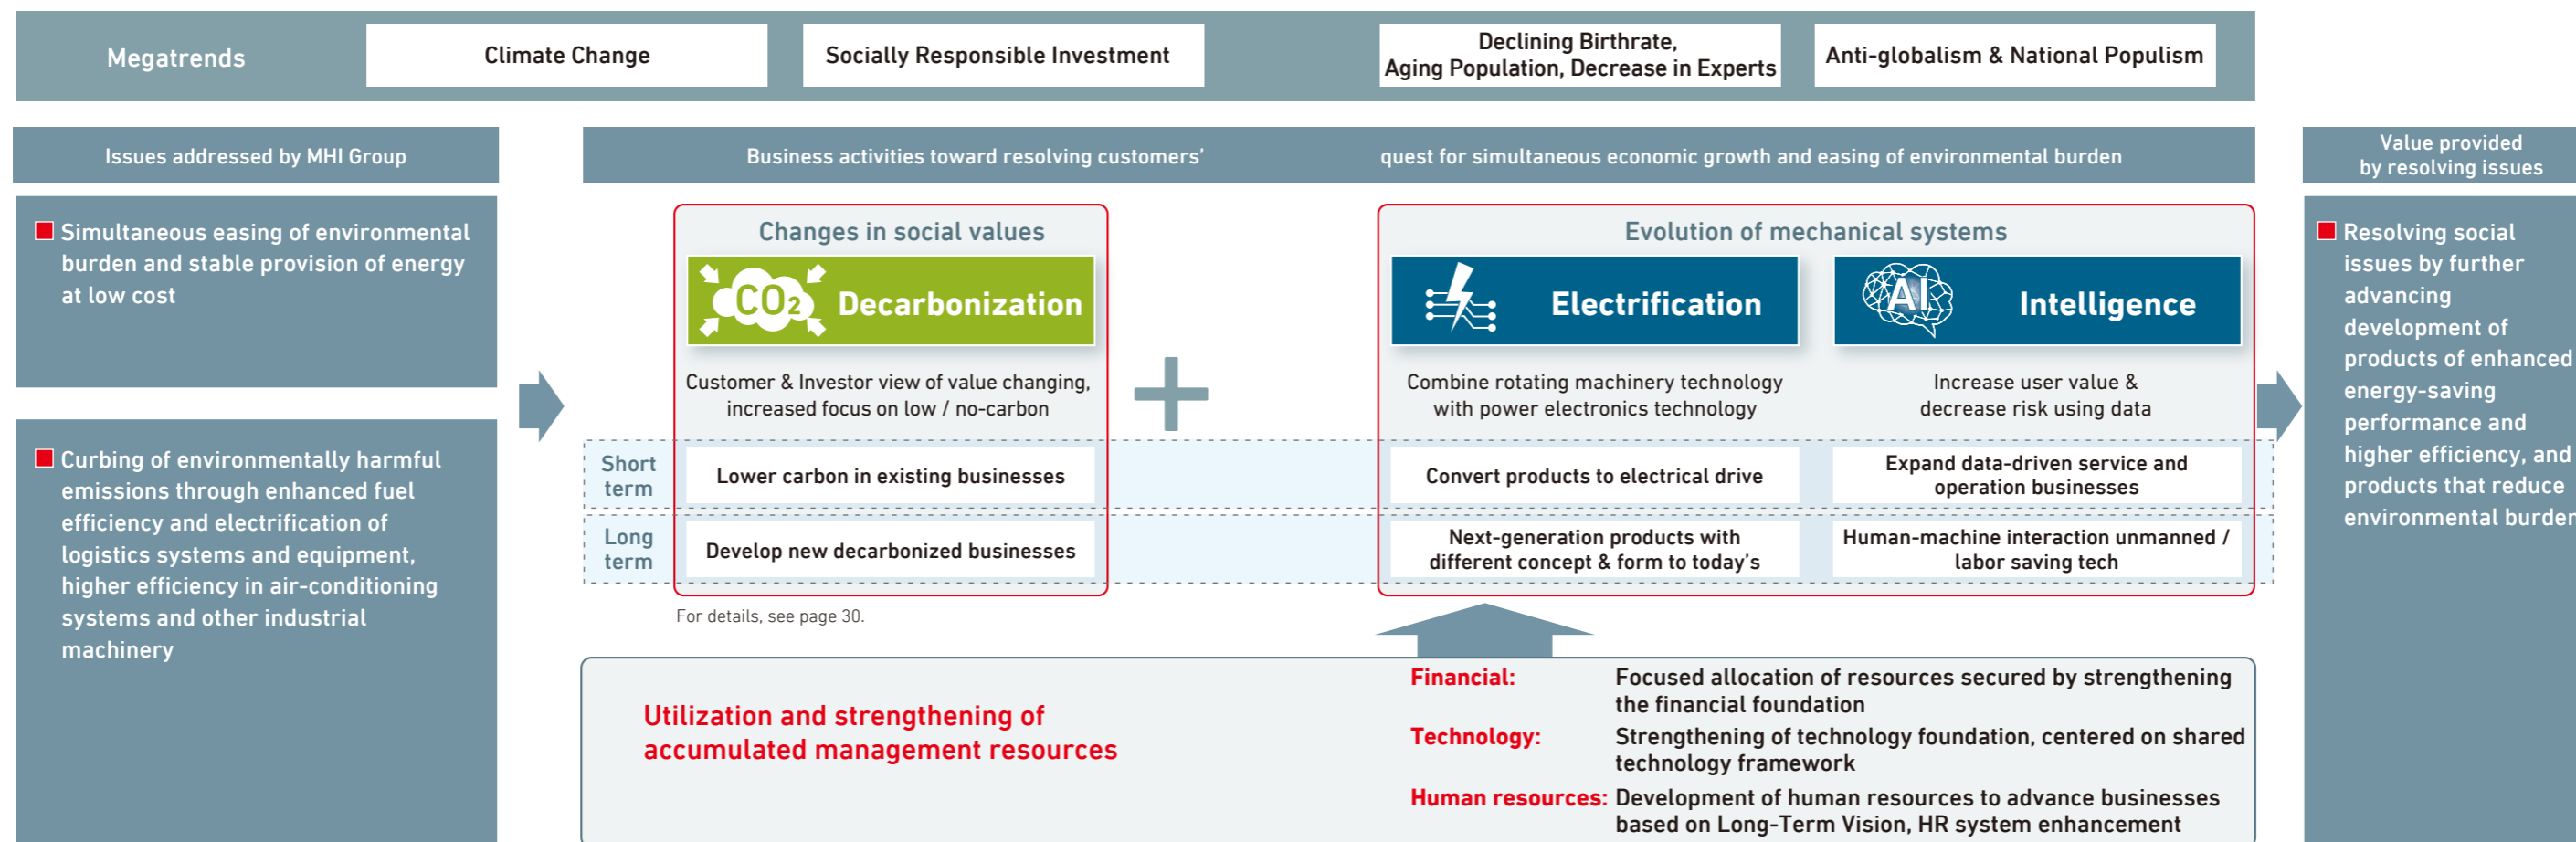 Megatrends
Climate Change
Socially Responsible Investment
Declining Birthrate,
Aging Population, Decrease in Experts
Anti-globalism & National Populism
Issues addressed by MHI Group
Simultaneous easing of environmental
burden and stable provision of energy
at low cost
Curbing of environmentally harmful
emissions through enhanced fuel
efficiency and electrification of
logistics systems and equipment,
higher efficiency in air-conditioning
systems and other industrial
machinery
Business activities toward resolving customers’ quest for simultaneous economic growth and easing of environmental burden
Changes in social values
CO2 Decarbonization
Customer & Investor view of value changing,
increased focus on low / no-carbon
Evolution of mechanical systems
Electrification
Combine rotating machinery technology
with power electronics technology
AI Intelligence
Increase user value &
decrease risk using data
Short
term
Lower carbon in existing businesses
Convert products to electrical drive
Expand data-driven service and
operation businesses
Long
term
Develop new decarbonized businesses
Next-generation products with
different concept & form to today’s
Human-machine interaction unmanned /
labor saving tech
For details, see page 30.
Utilization and strengthening of
accumulated management resources
Financial: Focused allocation of resources secured by strengthening
the financial foundation
Technology: Strengthening of technology foundation, centered on shared
technology framework
Human resources: Development of human resources to advance businesses
based on Long-Term Vision, HR system enhancement
Value provided
by resolving issues
Resolving social
issues by further
advancing
development of
products of enhanced
energy-saving
performance and
higher efficiency, and
products that reduce
environmental burden